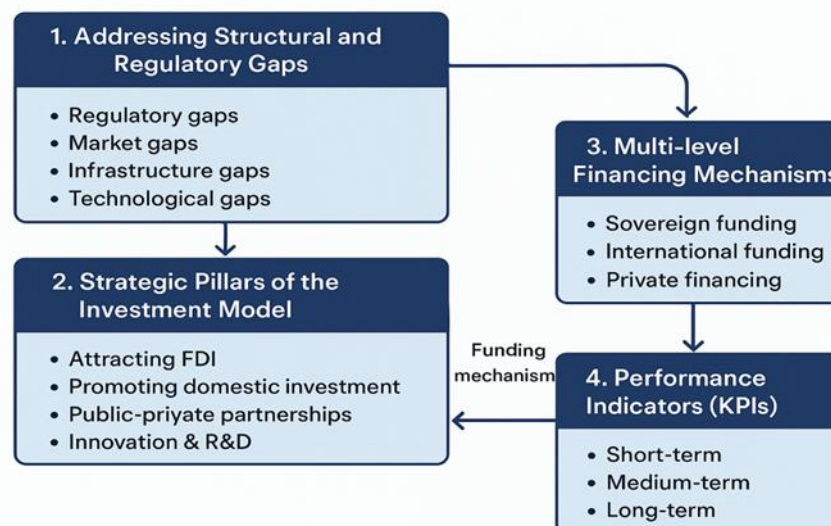 1. Addressing Structural and
Regulatory Gaps
• Regulatory gaps
• Market gaps
• Infrastructure gaps
• Technological gaps
2. Strategic Pillars of the
Investment Model
• Attracting FDI
• Promoting domestic investment
• Public-private partnerships
• Innovation & R&D
3. Multi-level
Financing Mechanisms
• Sovereign funding
• International funding
• Private financing
Funding
mechanism
4. Performance
Indicators (KPIs)
• Short-term
• Medium-term
• Long-term